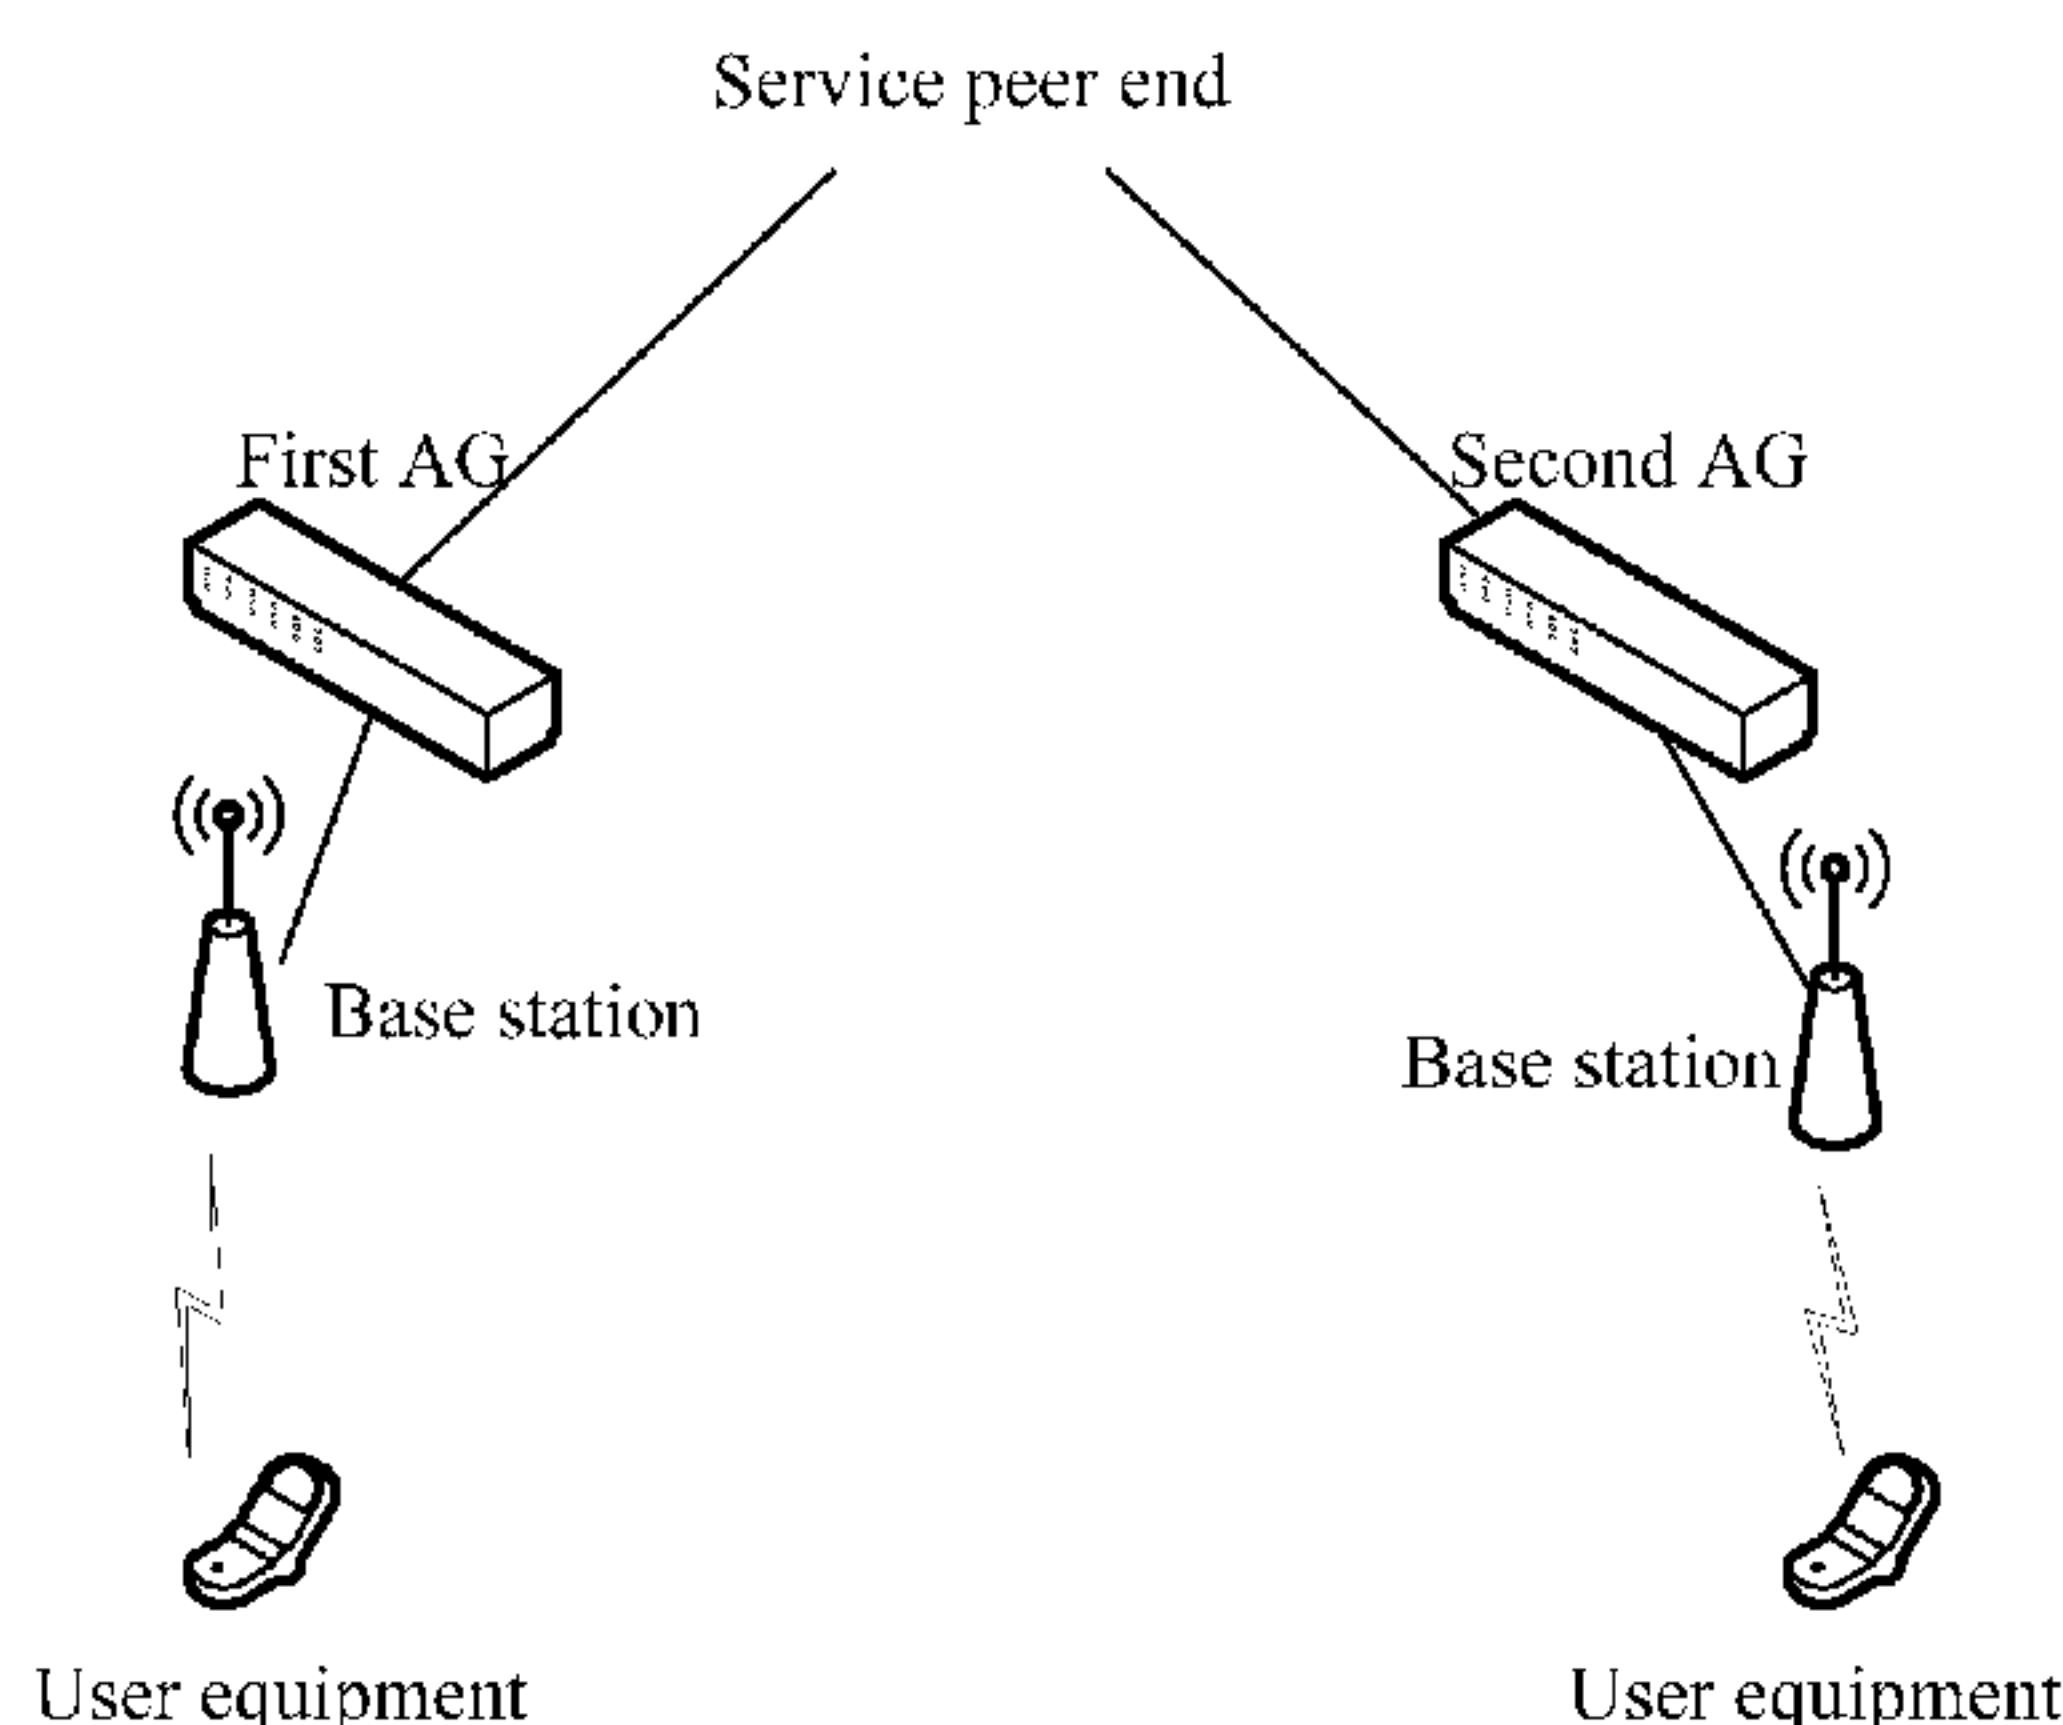 Service peer end
First AG
Second AG
Base station
Base station
User equipment
User equipment